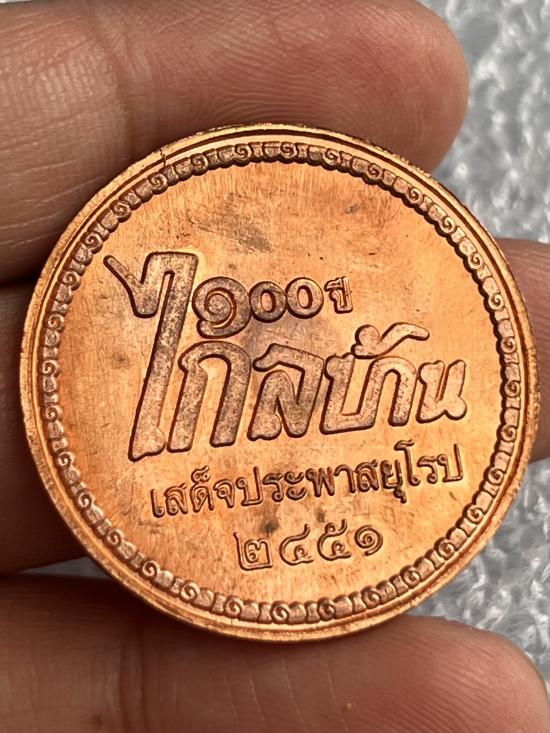 ๑๐๐ ปี
ไกลบ้าน
เสด็จประพาสยุโรป
๒๔๕๑